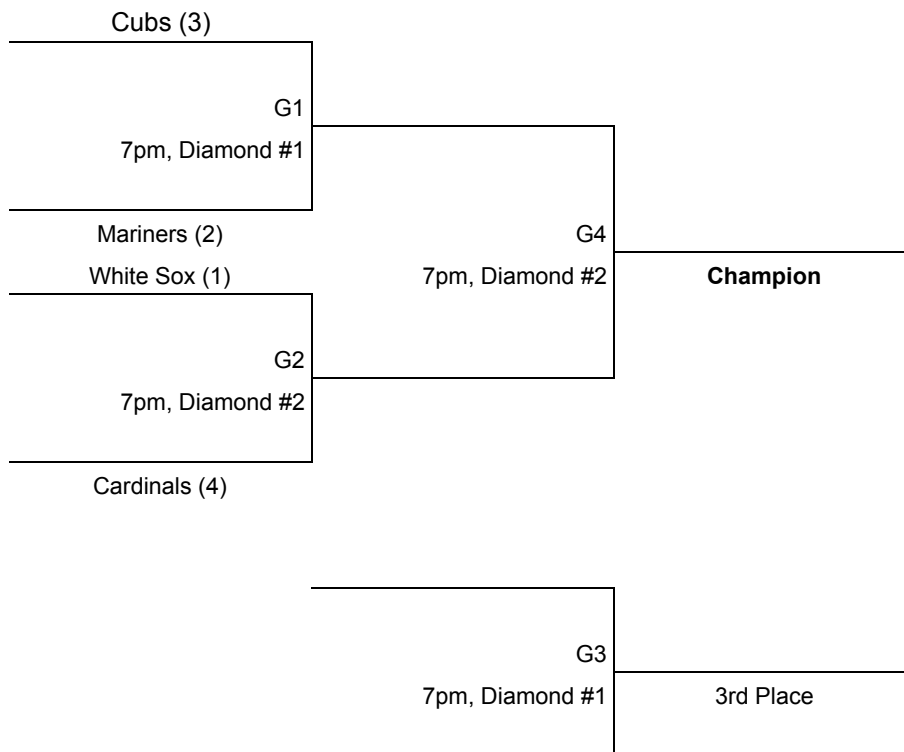 Cubs (3)
G1
7pm, Diamond #1
Mariners (2)
G4
White Sox (1)
7pm, Diamond #2
Champion
G2
7pm, Diamond #2
Cardinals (4)
G3
7pm, Diamond #1
3rd Place